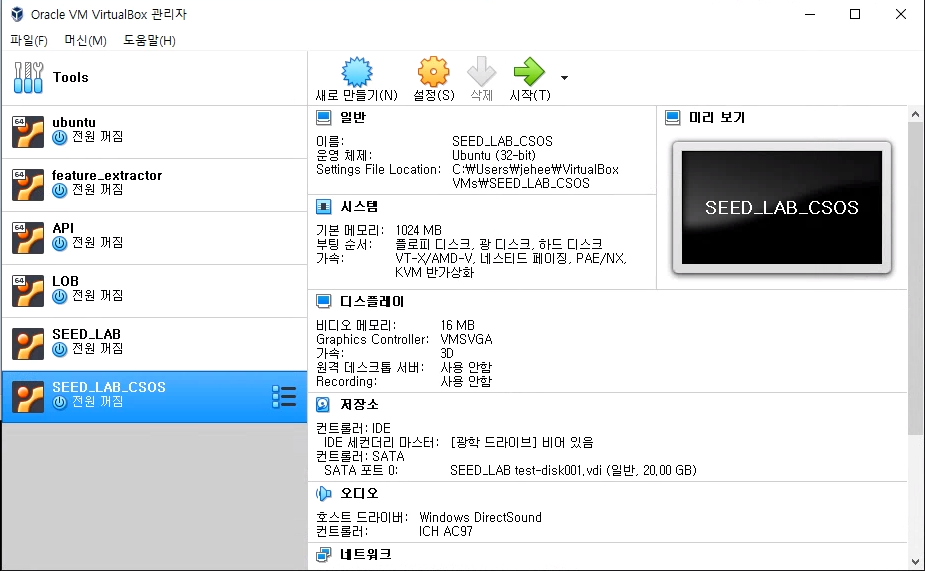 Oracle VM VirtualBox 관리자
파일(F) 머신(M) 도움말(H)
Tools
새로 만들기(N) 설정(S) 삭제 시작(T)
64 ubuntu
전원 꺼짐
64 feature_extractor
전원 꺼짐
64 API
전원 꺼짐
64 LOB
전원 꺼짐
SEED_LAB
전원 꺼짐
SEED_LAB_CSOS
전원 꺼짐
일반
이름: SEED_LAB_CSOS
운영 체제: Ubuntu (32-bit)
Settings File Location: C:₩Users₩jehee₩VirtualBox
VMs₩SEED_LAB_CSOS
시스템
기본 메모리: 1024 MB
부팅 순서: 플로피 디스크, 광 디스크, 하드 디스크
가속: VT-X/AMD-V, 네스티드 페이징, PAE/NX,
KVM 반가상화
미리 보기
SEED_LAB_CSOS
디스플레이
비디오 메모리: 16 MB
Graphics Controller: VMSVGA
가속: 3D
원격 데스크톱 서버: 사용 안함
Recording: 사용 안함
저장소
컨트롤러: IDE
IDE 세컨더리 마스터: [광학 드라이브] 비어 있음
컨트롤러: SATA
SATA 포트 0: SEED_LAB test-disk001.vdi (일반, 20.00 GB)
오디오
호스트 드라이버: Windows DirectSound
컨트롤러: ICH AC97
네트워크